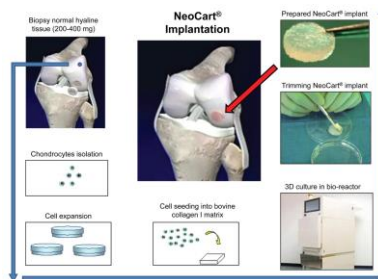 Biopsy normal hyaline
tissue (200-400 mg)
NeoCart®
Implantation
Prepared NeoCart® implant
Trimming NeoCart® implant
Chondrocytes isolation
Cell expansion
Cell seeding into bovine
collagen I matrix
3D culture in bio-reactor